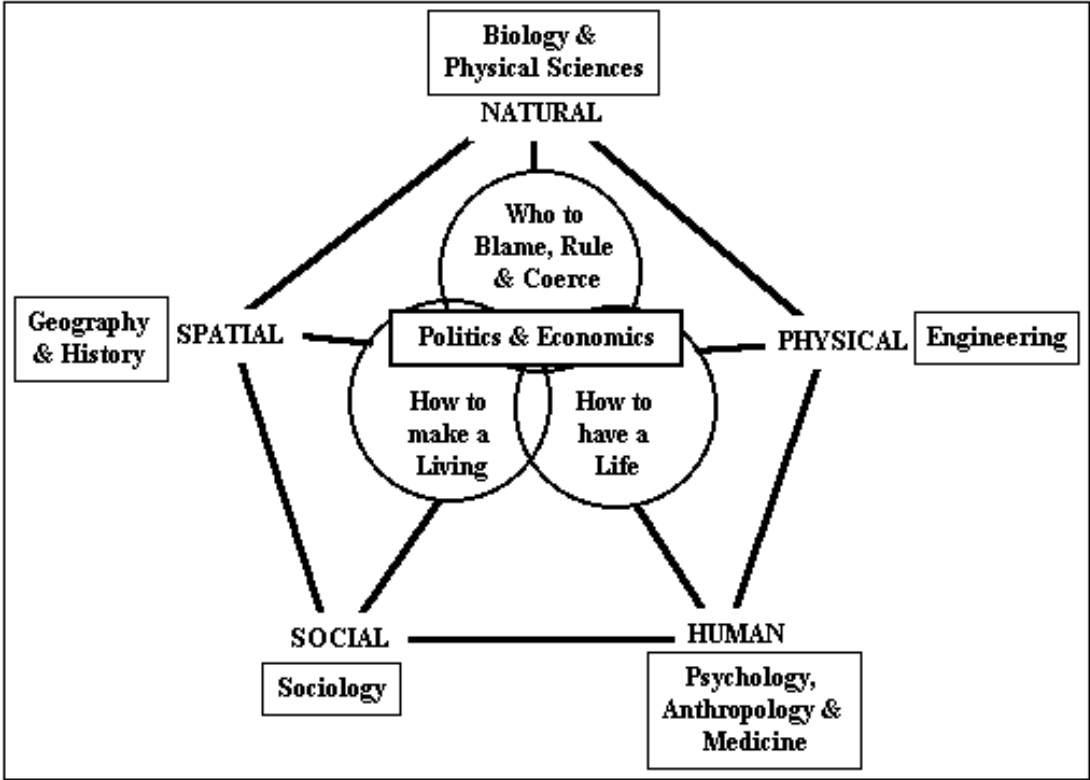 Biology &
Physical Sciences
NATURAL
Who to
Blame, Rule
& Coerce
Geography
& History
SPATIAL
Politics & Economics
PHYSICAL
Engineering
How to
make a
Living
How to
have a
Life
SOCIAL
Sociology
HUMAN
Psychology,
Anthropology &
Medicine